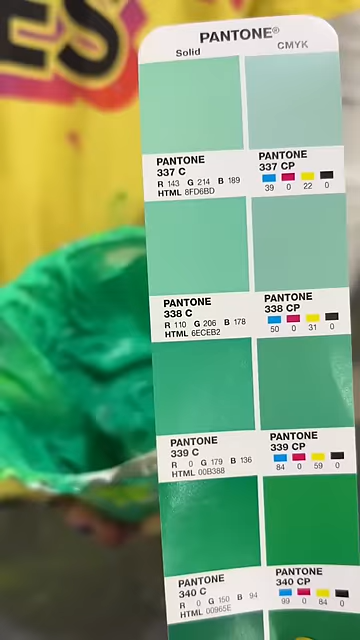 ES
PANTONE®
Solid CMYK
PANTONE 337 C
R 143 G 214 B 189
HTML 8FD6BD
PANTONE 337 CP
39 0 22 0
PANTONE 338 C
R 110 G 206 B 178
HTML 6ECEB2
PANTONE 338 CP
50 0 31 0
PANTONE 339 C
R 0 G 179 B 136
HTML 00B388
PANTONE 339 CP
84 0 59 0
PANTONE 340 C
R 0 G 150 B 94
HTML 00965E
PANTONE 340 CP
99 0 84 0